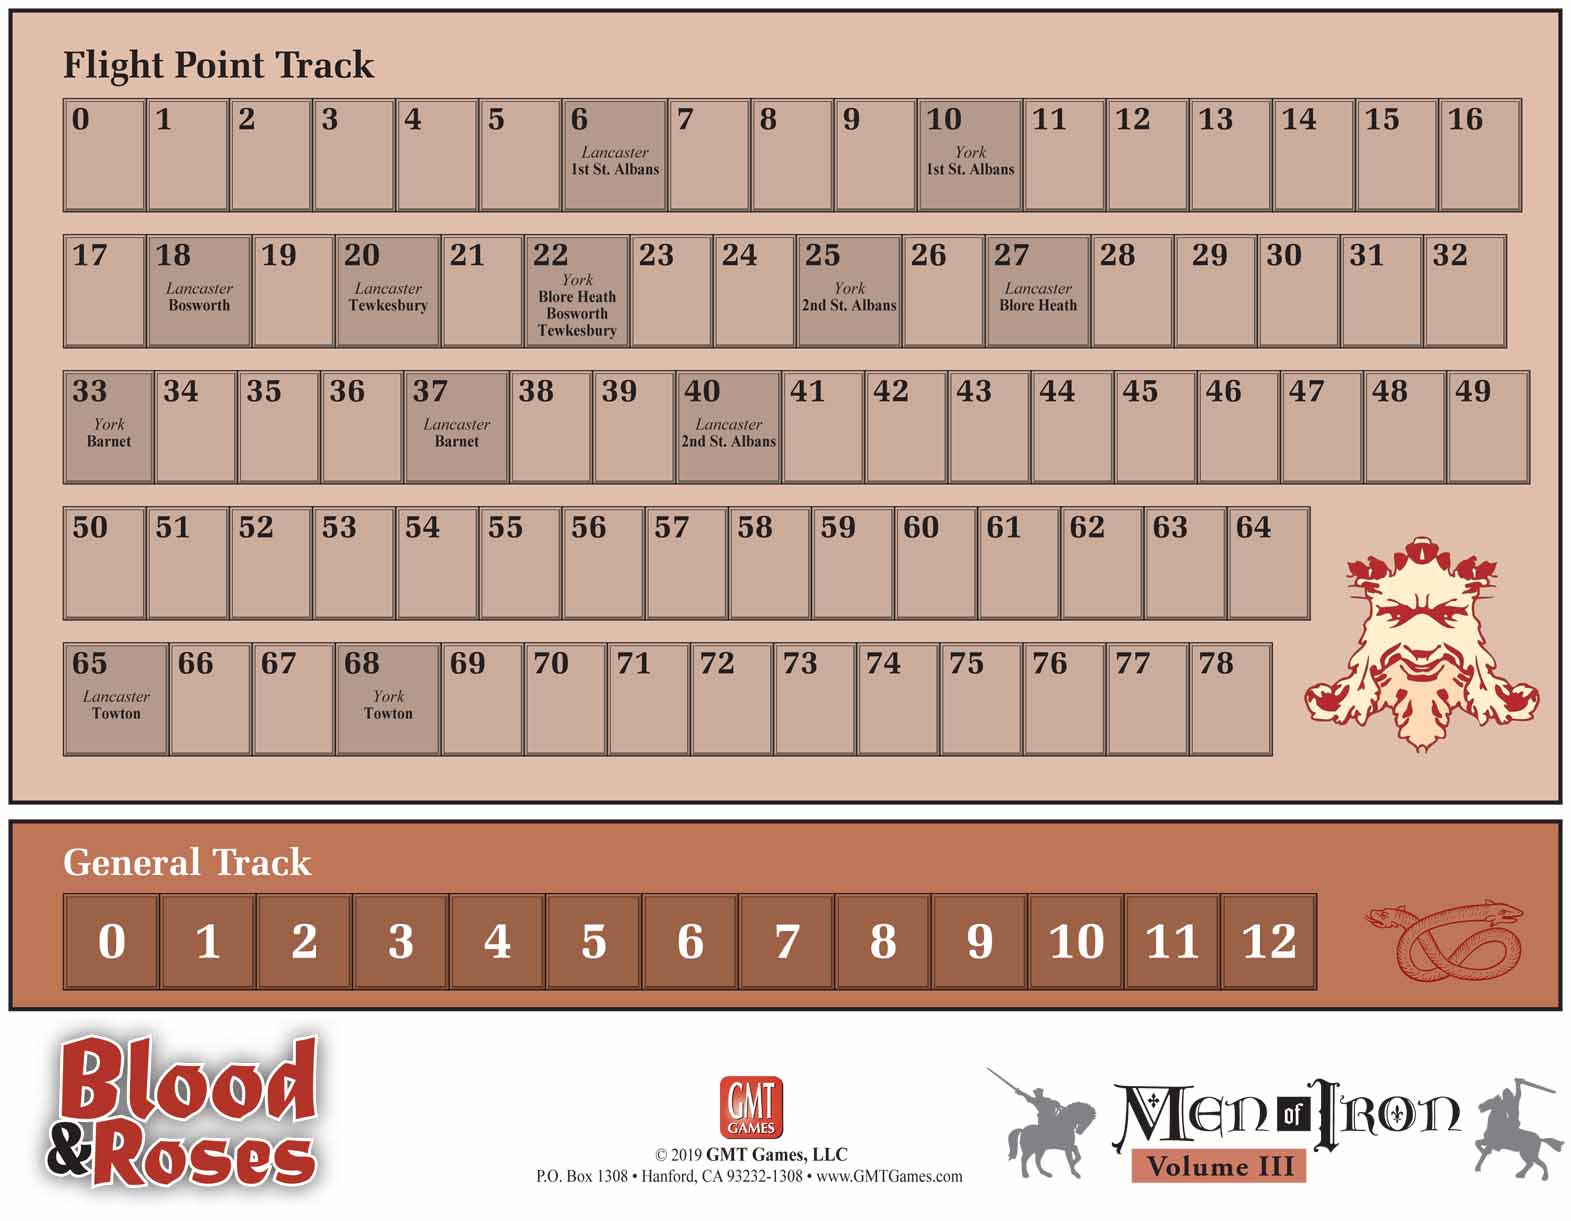 Flight Point Track
0 1 2 3 4 5 6 7 8 9 10 11 12 13 14 15 16
Lancaster York
1st St. Albans 1st St. Albans
17 18 19 20 21 22 23 24 25 26 27 28 29 30 31 32
Lancaster Lancaster York York Lancaster
Bosworth Tewkesbury Blore Heath 2nd St. Albans Blore Heath
Bosworth
Tewkesbury
33 34 35 36 37 38 39 40 41 42 43 44 45 46 47 48 49
York Lancaster Lancaster
Barnet Barnet 2nd St. Albans
50 51 52 53 54 55 56 57 58 59 60 61 62 63 64
65 66 67 68 69 70 71 72 73 74 75 76 77 78
Lancaster York
Towton Towton
General Track
0 1 2 3 4 5 6 7 8 9 10 11 12
Blood
&Roses
GMT
GAMES
© 2019 GMT Games, LLC
P.O. Box 1308 • Hanford, CA 93232-1308 • www.GMTGames.com
Men of Iron
Volume III